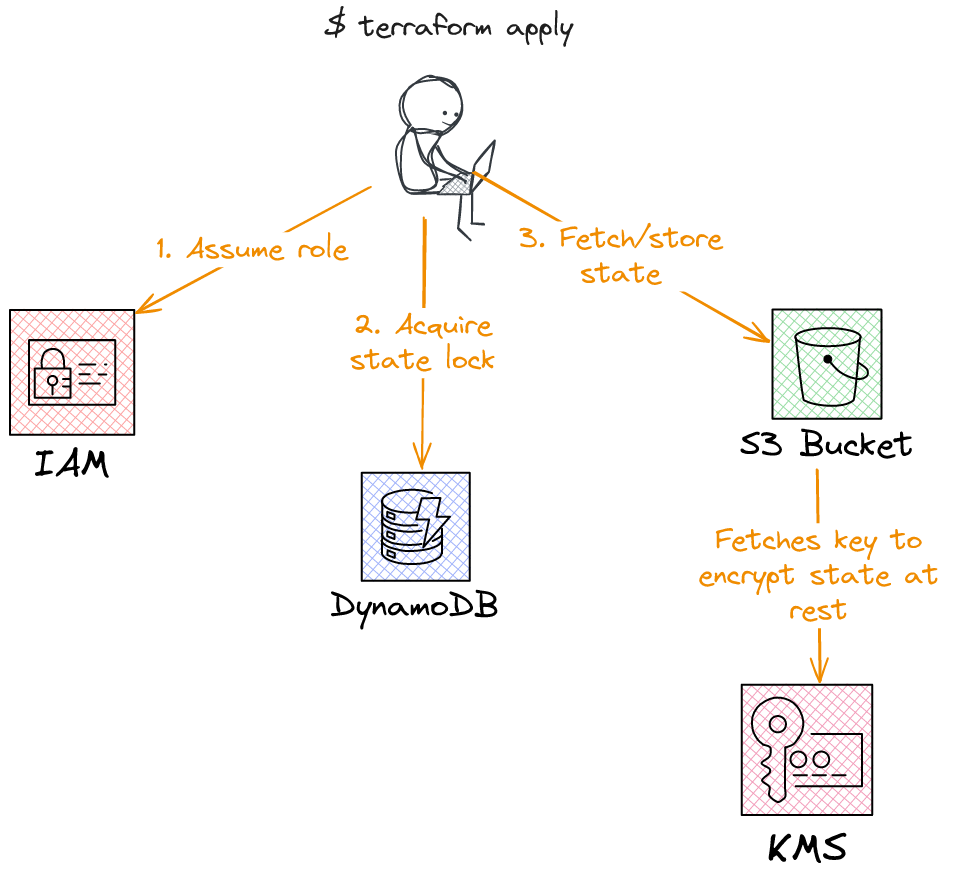 $ terraform apply
1. Assume role
3. Fetch/store
state
2. Acquire
state lock
IAM
S3 Bucket
DynamoDB
Fetches key to
encrypt state at
rest
KMS